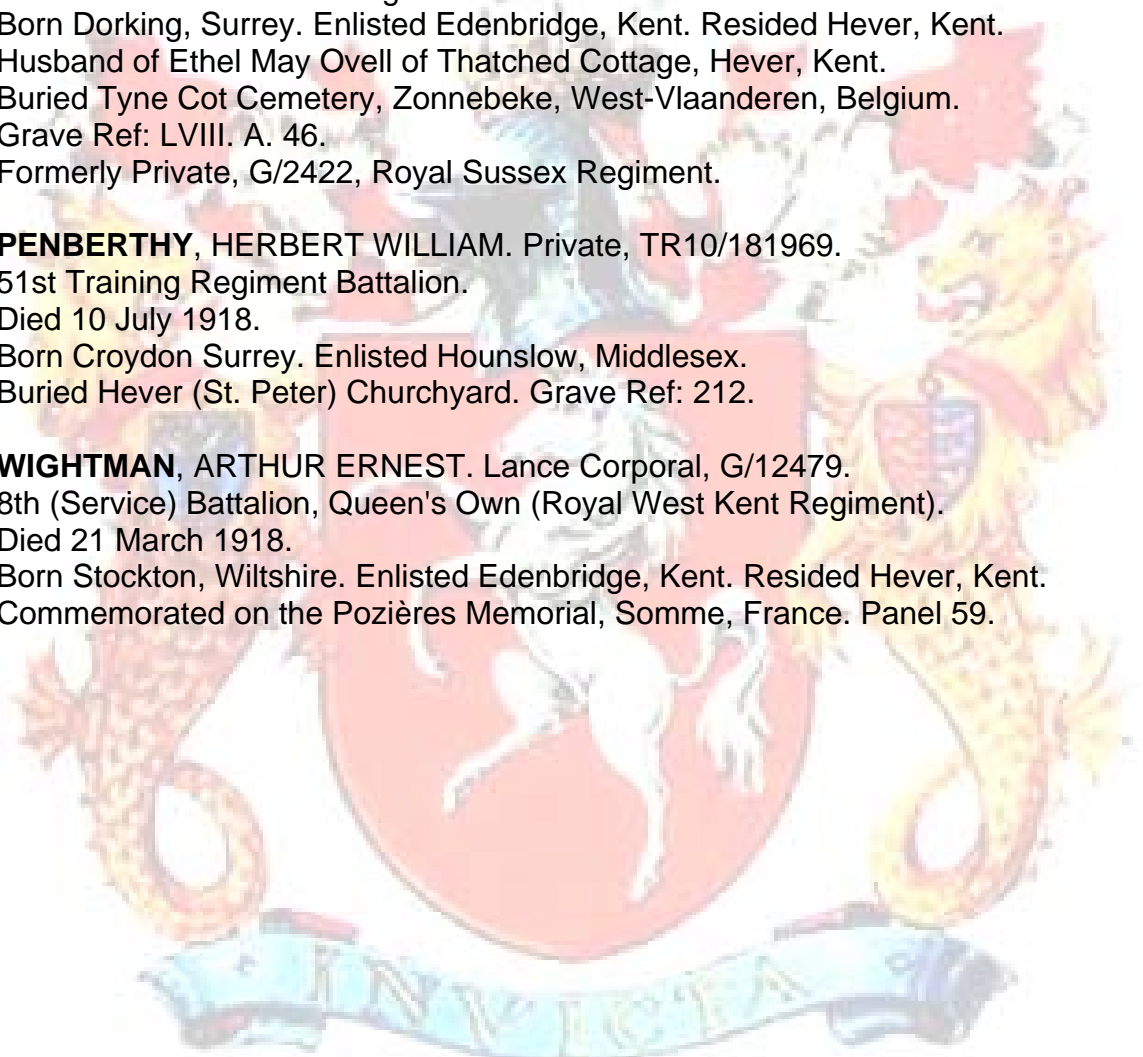 Born Dorking, Surrey. Enlisted Edenbridge, Kent. Resided Hever, Kent.
Husband of Ethel May Ovell of Thatched Cottage, Hever, Kent.
Buried Tyne Cot Cemetery, Zonnebeke, West-Vlaanderen, Belgium.
Grave Ref: LVIII. A. 46.
Formerly Private, G/2422, Royal Sussex Regiment.
PENBERTHY, HERBERT WILLIAM. Private, TR10/181969.
51st Training Regiment Battalion.
Died 10 July 1918.
Born Croydon Surrey. Enlisted Hounslow, Middlesex.
Buried Hever (St. Peter) Churchyard. Grave Ref: 212.
WIGHTMAN, ARTHUR ERNEST. Lance Corporal, G/12479.
8th (Service) Battalion, Queen's Own (Royal West Kent Regiment).
Died 21 March 1918.
Born Stockton, Wiltshire. Enlisted Edenbridge, Kent. Resided Hever, Kent.
Commemorated on the Pozières Memorial, Somme, France. Panel 59.
INVICTA